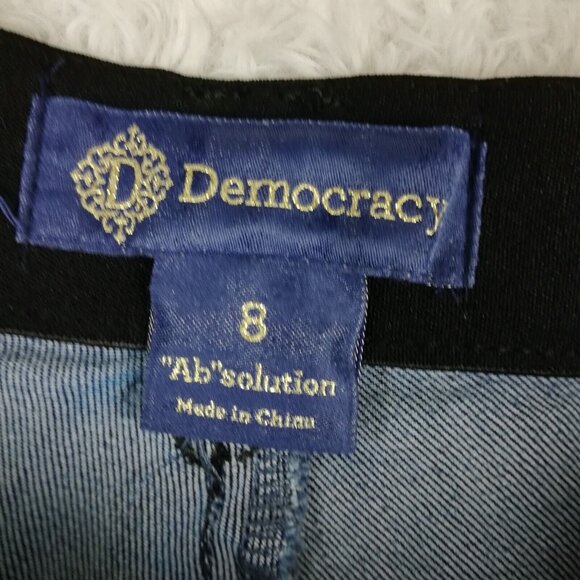 D Democracy
8
"Ab"solution
Made in China